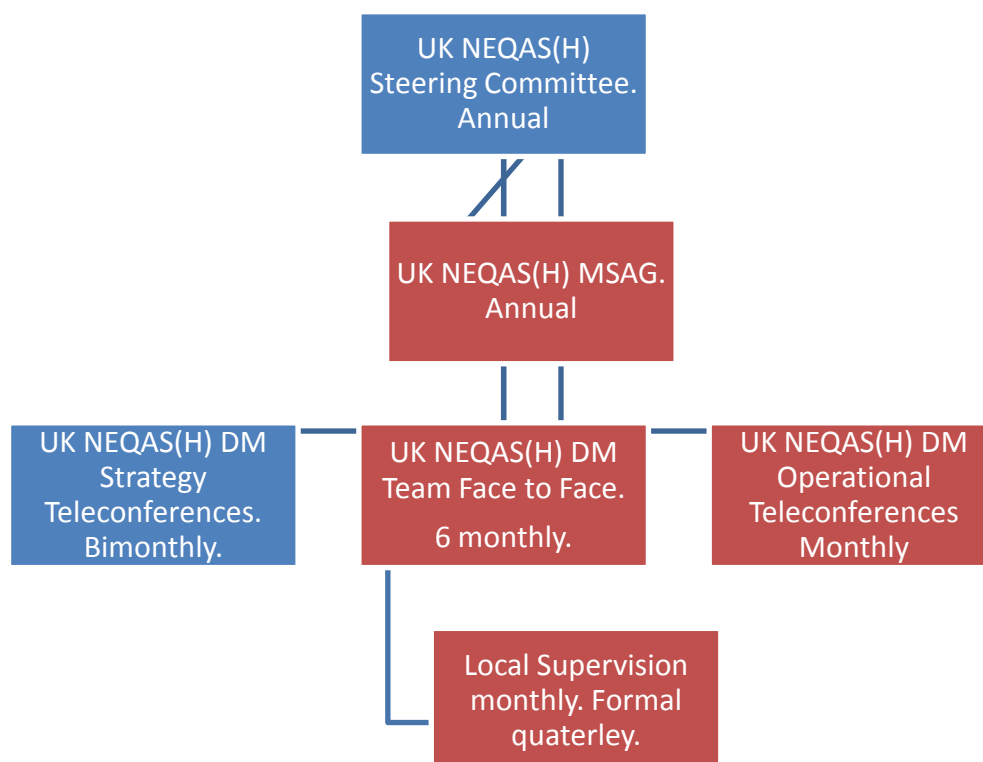 UK NEQAS(H)
Steering Committee.
Annual
UK NEQAS(H) MSAG.
Annual
UK NEQAS(H) DM
Strategy
Teleconferences.
Bimonthly.
UK NEQAS(H) DM
Team Face to Face.
6 monthly.
UK NEQAS(H) DM
Operational
Teleconferences
Monthly
Local Supervision
monthly. Formal
quaterley.